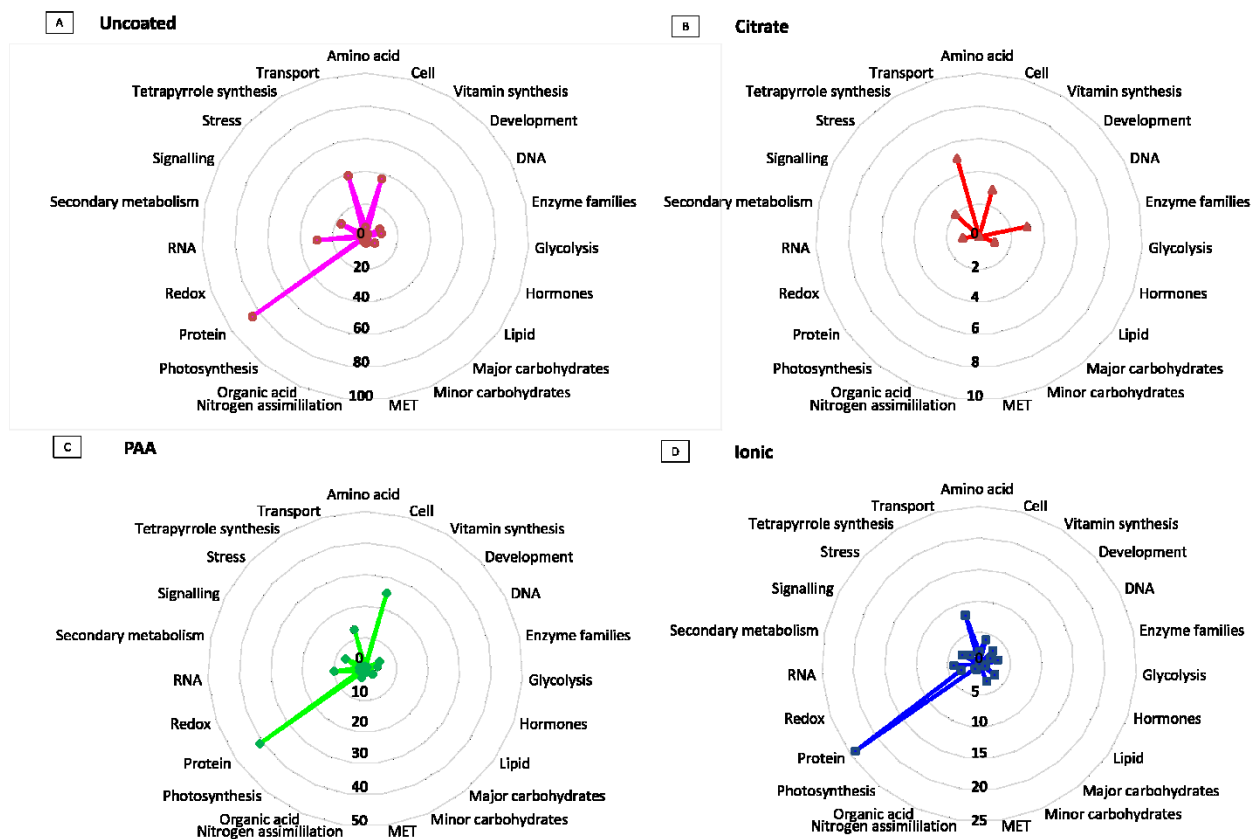 A Uncoated
Amino acid
Transport Cell
Tetrapyrrole synthesis Vitamin synthesis
Stress Development
Signalling DNA
Secondary metabolism Enzyme families
RNA Glycolysis
Redox Hormones
Protein Lipid
Photosynthesis Major carbohydrates
Organic acid Minor carbohydrates
Nitrogen assimililation MET
0
20
40
60
80
100
B Citrate
Amino acid
Transport Cell
Tetrapyrrole synthesis Vitamin synthesis
Stress Development
Signalling DNA
Secondary metabolism Enzyme families
RNA Glycolysis
Redox Hormones
Protein Lipid
Photosynthesis Major carbohydrates
Organic acid Minor carbohydrates
Nitrogen assimililation MET
0
2
4
6
8
10
C PAA
Amino acid
Transport Cell
Tetrapyrrole synthesis Vitamin synthesis
Stress Development
Signalling DNA
Secondary metabolism Enzyme families
RNA Glycolysis
Redox Hormones
Protein Lipid
Photosynthesis Major carbohydrates
Organic acid Minor carbohydrates
Nitrogen assimililation MET
0
10
20
30
40
50
D Ionic
Amino acid
Transport Cell
Tetrapyrrole synthesis Vitamin synthesis
Stress Development
Signalling DNA
Secondary metabolism Enzyme families
RNA Glycolysis
Redox Hormones
Protein Lipid
Photosynthesis Major carbohydrates
Organic acid Minor carbohydrates
Nitrogen assimililation MET
0
5
10
15
20
25